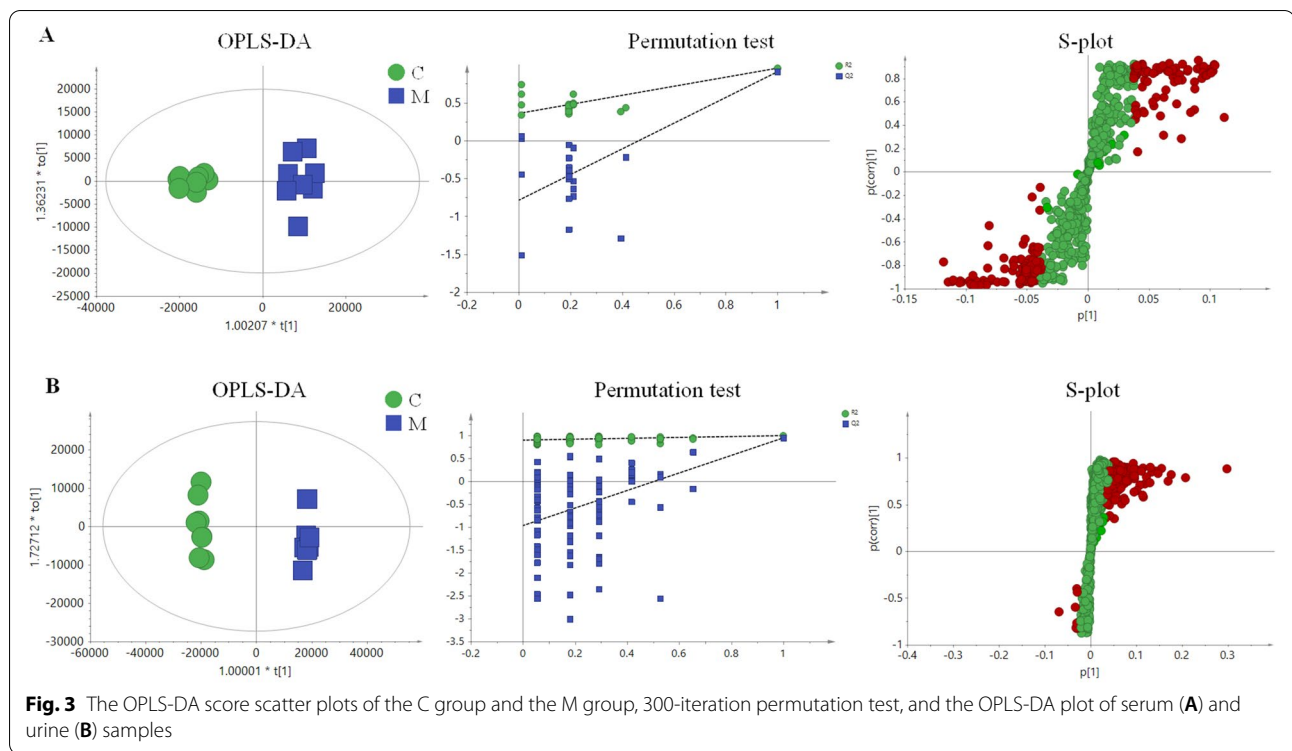 A
OPLS-DA
C
M
20000
15000
10000
5000
0
-5000
-10000
-15000
-20000
-25000
1.36231 * to[1]
-40000 -20000 0 20000
1.00207 * t[1]
Permutation test
R2
Q2
0.5
0
-0.5
-1
-1.5
-2
0 0.2 0.4 0.6 0.8 1
S-plot
0.8
0.6
0.4
0.2
0
-0.2
-0.4
-0.6
-0.8
-1
p(corr)[1]
-0.15 -0.1 -0.05 0 0.05 0.1
p[1]
B
OPLS-DA
C
M
20000
10000
0
-10000
-20000
-30000
1.72712 * to[1]
-60000 -40000 -20000 0 20000 40000
1.00001 * t[1]
Permutation test
R2
Q2
1
0.5
0
-0.5
-1
-1.5
-2
-2.5
-3
-3.5
0 0.2 0.4 0.6 0.8 1
S-plot
1
0.5
0
-0.5
-1
p(corr)[1]
-0.4 -0.3 -0.2 -0.1 0 0.1 0.2 0.3
p[1]
Fig. 3 The OPLS-DA score scatter plots of the C group and the M group, 300-iteration permutation test, and the OPLS-DA plot of serum (A) and
urine (B) samples